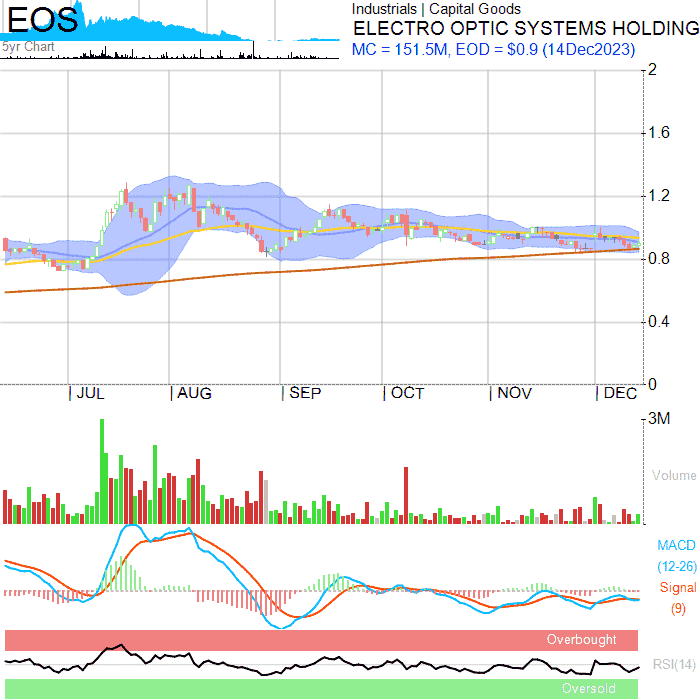 EOS
5yr Chart
Industrials | Capital Goods
ELECTRO OPTIC SYSTEMS HOLDING
MC = 151.5M, EOD = $0.9 (14Dec2023)
2
1.6
1.2
0.8
0.4
0
| JUL | AUG | SEP | OCT | NOV | DEC
3M
Volume
MACD
(12-26)
Signal
(9)
Overbought
RSI(14)
Oversold